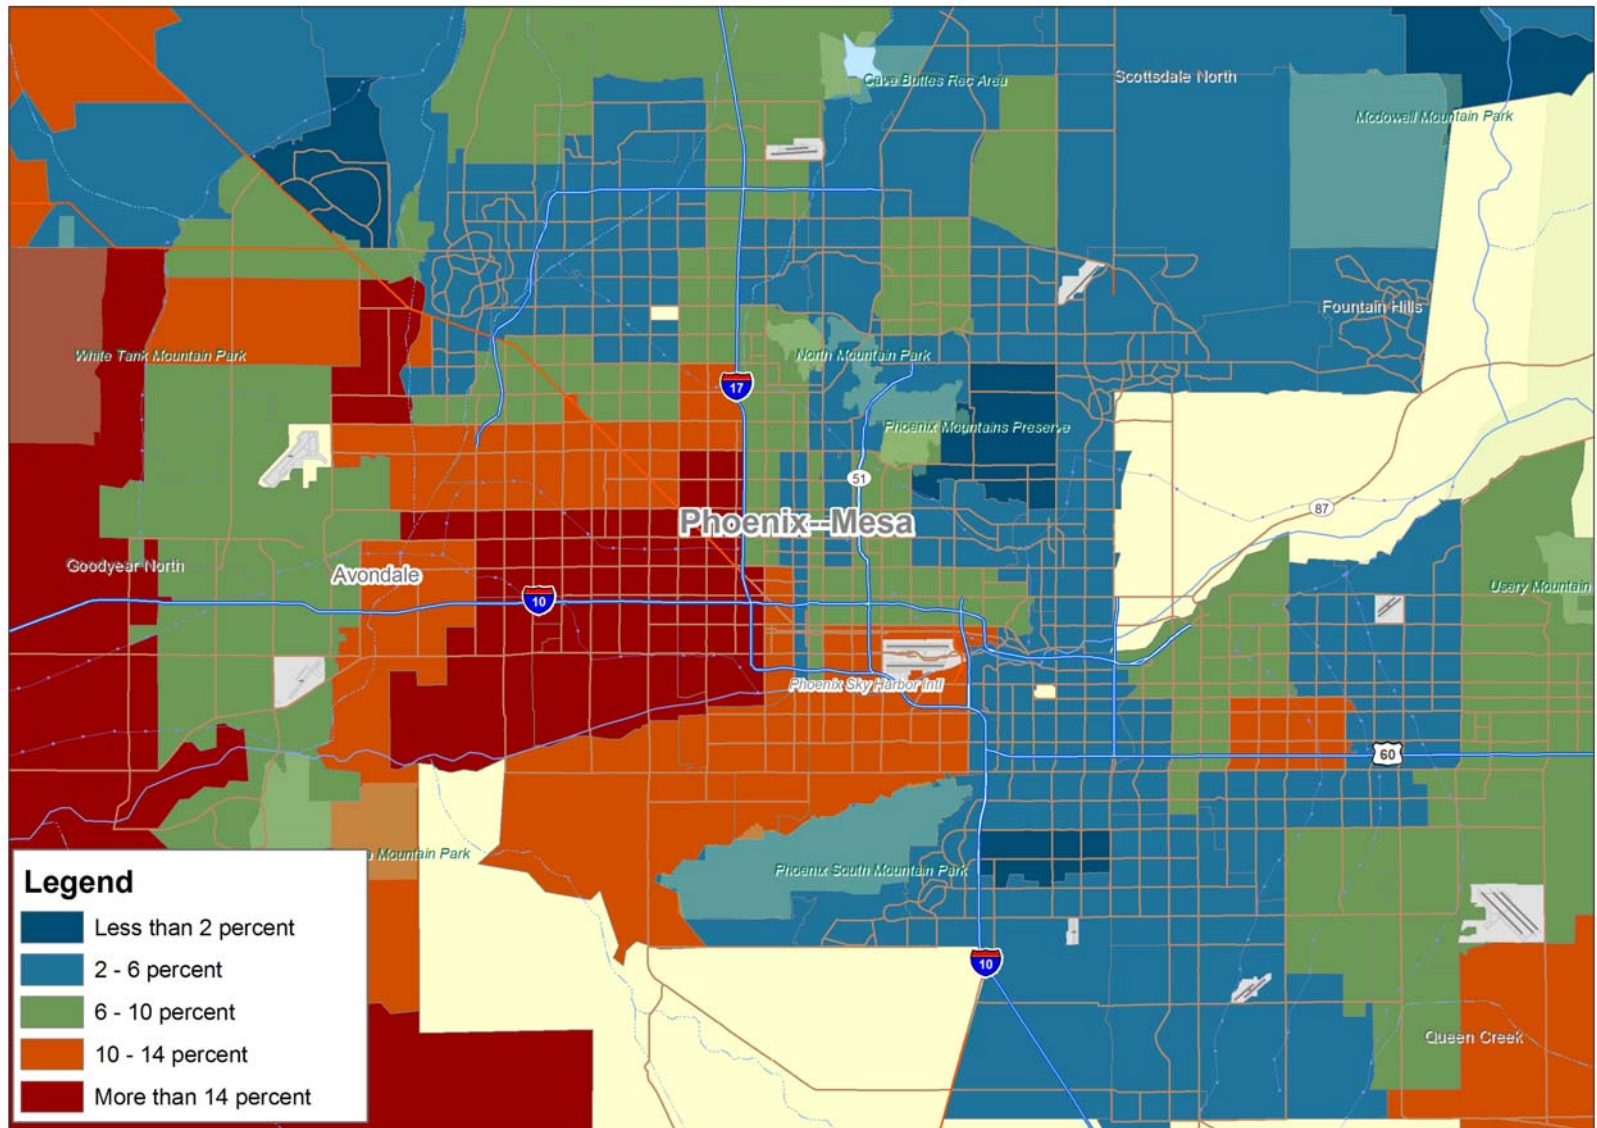 Cave Buttes Rec Area
Scottsdale North
Mcdowell Mountain Park
Fountain Hills
White Tank Mountain Park
North Mountain Park
17
Phoenix Mountains Preserve
51
87
Phoenix--Mesa
Goodyear North
Avondale
Usery Mountain
10
Phoenix Sky Harbor Intl
60
a Mountain Park
Phoenix South Mountain Park
10
Queen Creek
Legend
Less than 2 percent
2 - 6 percent
6 - 10 percent
10 - 14 percent
More than 14 percent